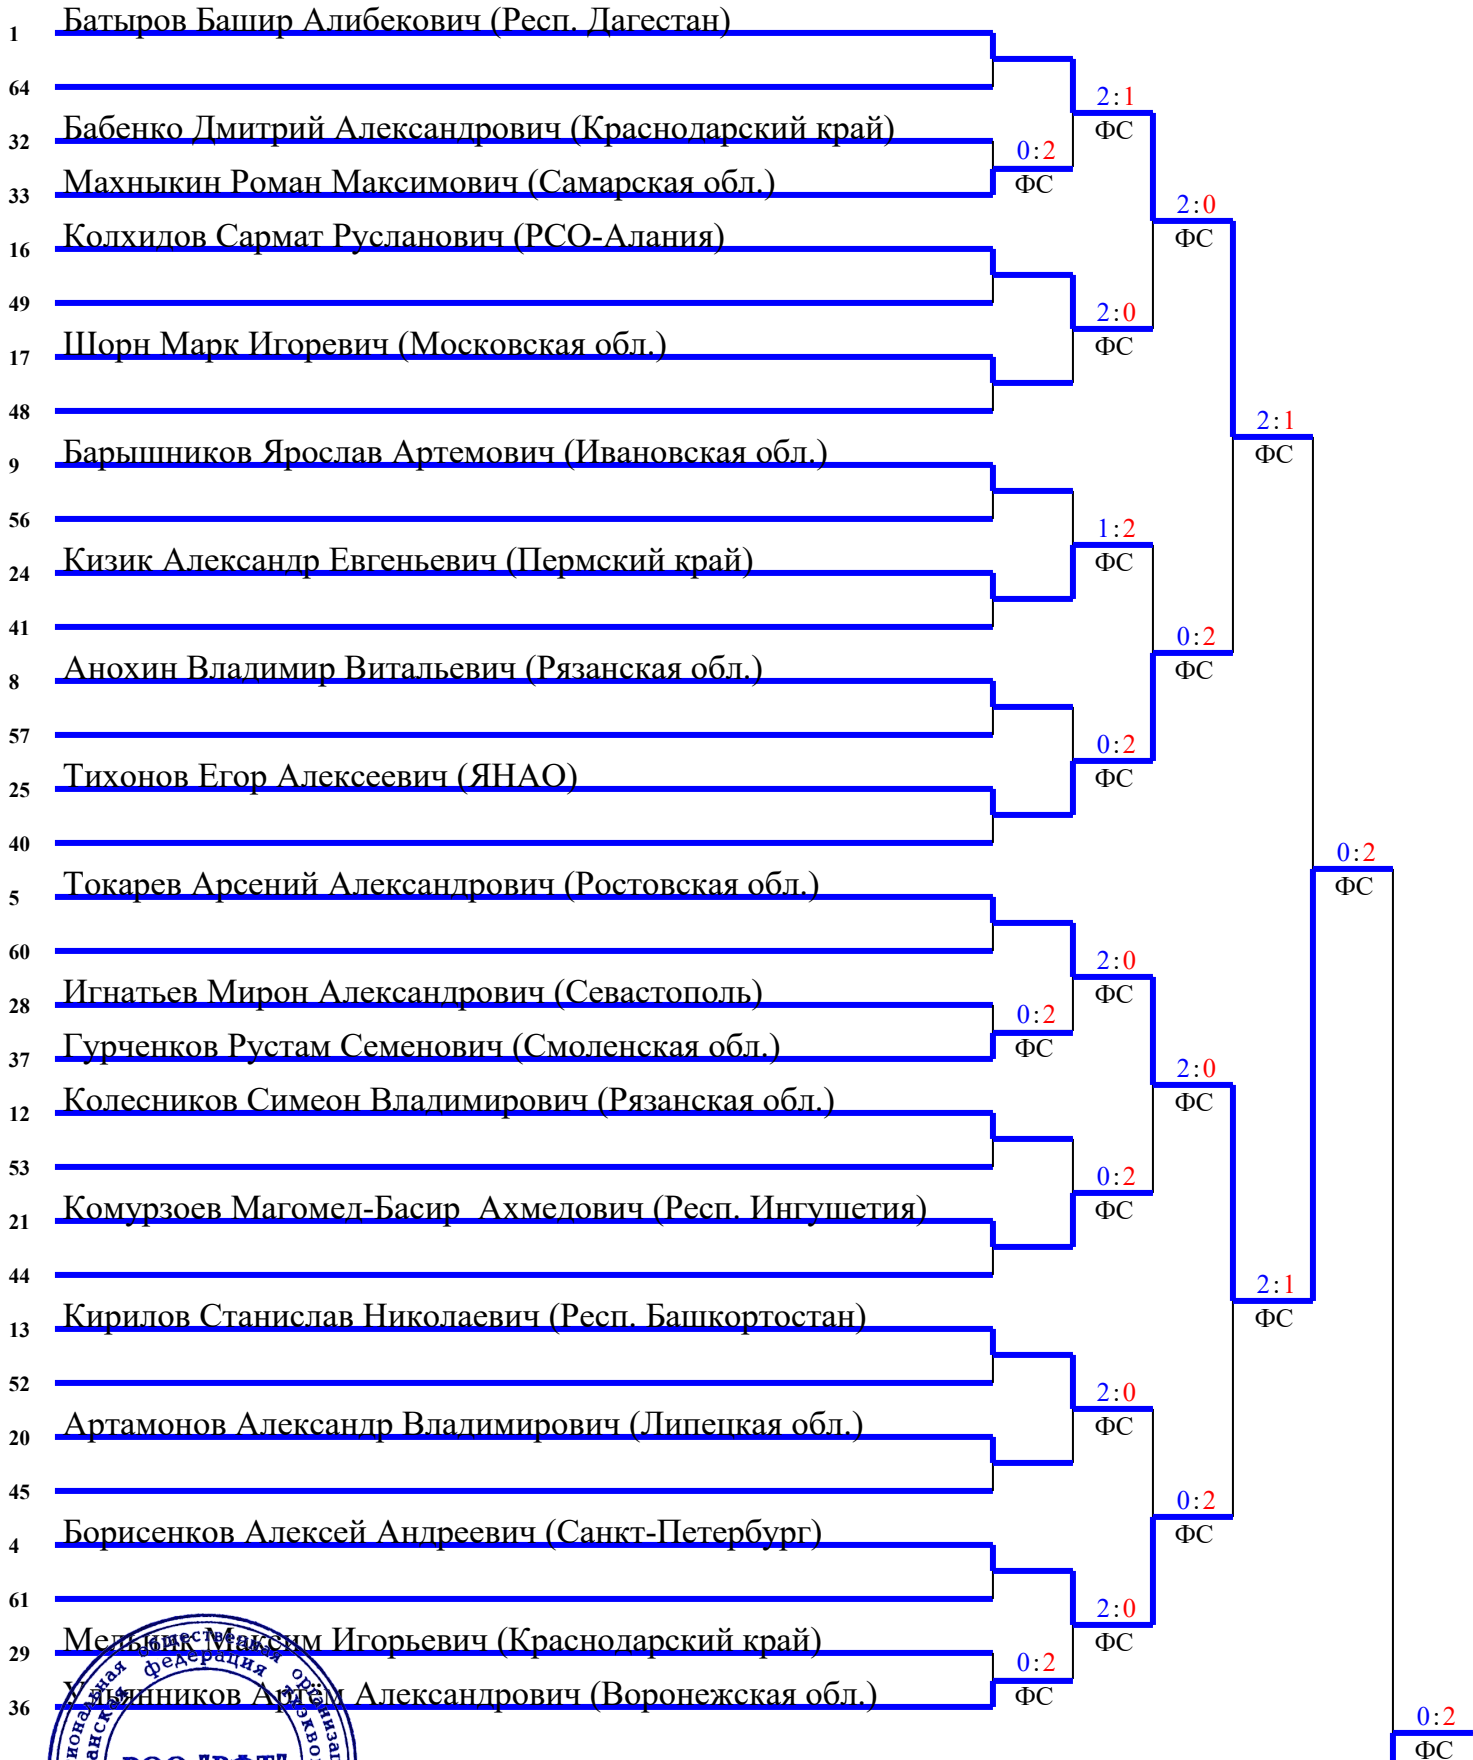 1 Батыров Башир Алибекович (Респ. Дагестан)
64
2:1
ФС
32 Бабенко Дмитрий Александрович (Краснодарский край)
0:2
ФС
33 Махныкин Роман Максимович (Самарская обл.)
2:0
ФС
16 Колхидов Сармат Русланович (РСО-Алания)
49
2:0
ФС
17 Шорн Марк Игоревич (Московская обл.)
48
2:1
ФС
9 Барышников Ярослав Артемович (Ивановская обл.)
56
1:2
ФС
24 Кизик Александр Евгеньевич (Пермский край)
41
0:2
ФС
8 Анохин Владимир Витальевич (Рязанская обл.)
57
0:2
ФС
25 Тихонов Егор Алексеевич (ЯНАО)
40
0:2
ФС
5 Токарев Арсений Александрович (Ростовская обл.)
60
2:0
ФС
28 Игнатьев Мирон Александрович (Севастополь)
0:2
ФС
37 Гурченков Рустам Семенович (Смоленская обл.)
2:0
ФС
12 Колесников Симеон Владимирович (Рязанская обл.)
53
0:2
ФС
21 Комурзоев Магомед-Басир Ахмедович (Респ. Ингушетия)
44
2:1
ФС
13 Кирилов Станислав Николаевич (Респ. Башкортостан)
52
2:0
ФС
20 Артамонов Александр Владимирович (Липецкая обл.)
45
0:2
ФС
4 Борисенков Алексей Андреевич (Санкт-Петербург)
61
2:0
ФС
29 Мельник Максим Игорьевич (Краснодарский край)
0:2
ФС
36 Артём Александрович (Воронежская обл.)
0:2
ФС
общественная
федерация